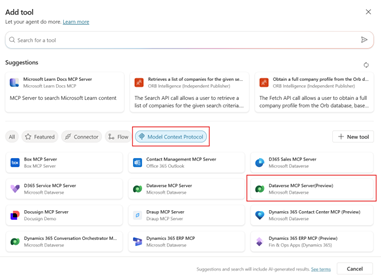 Add tool
Let your agent do more. Learn more
Search for a tool
Suggestions
Microsoft Learn Docs MCP Server
Microsoft Dataverse
MCP Server to search Microsoft Learn content
Retrieves a list of companies for the given se...
ORB Intelligence (Independent Publisher)
The Search API call allows a user to retrieve a
list of companies for the given search criteria....
Obtain a full company profile from the Orb da...
ORB Intelligence (Independent Publisher)
The Fetch API call allows a user to obtain a
full company profile from the Orb database, bas...
All
Featured
Connector
Flow
Model Context Protocol
New tool
Box MCP Server
Microsoft Dataverse
Contact Management MCP Server
Office 365 Outlook
D365 Sales MCP Server
Microsoft Dataverse
D365 Service MCP Server
Microsoft Dataverse
Dataverse MCP Server
Microsoft Dataverse
Dataverse MCP Server(Preview)
Microsoft Dataverse
Docusign MCP Server
Docusign Demo
Draup MCP Server
Draup MCP Server
Dynamics 365 Contact Center MCP (Preview)
Microsoft Dataverse
Dynamics 365 Conversation Orchestrator M...
Microsoft Dataverse
Dynamics 365 ERP MCP
Microsoft Dataverse
Dynamics 365 ERP MCP (Preview)
Fin & Ops Apps (Dynamics 365)
Suggestions and search will include AI generated results. See terms
Cancel